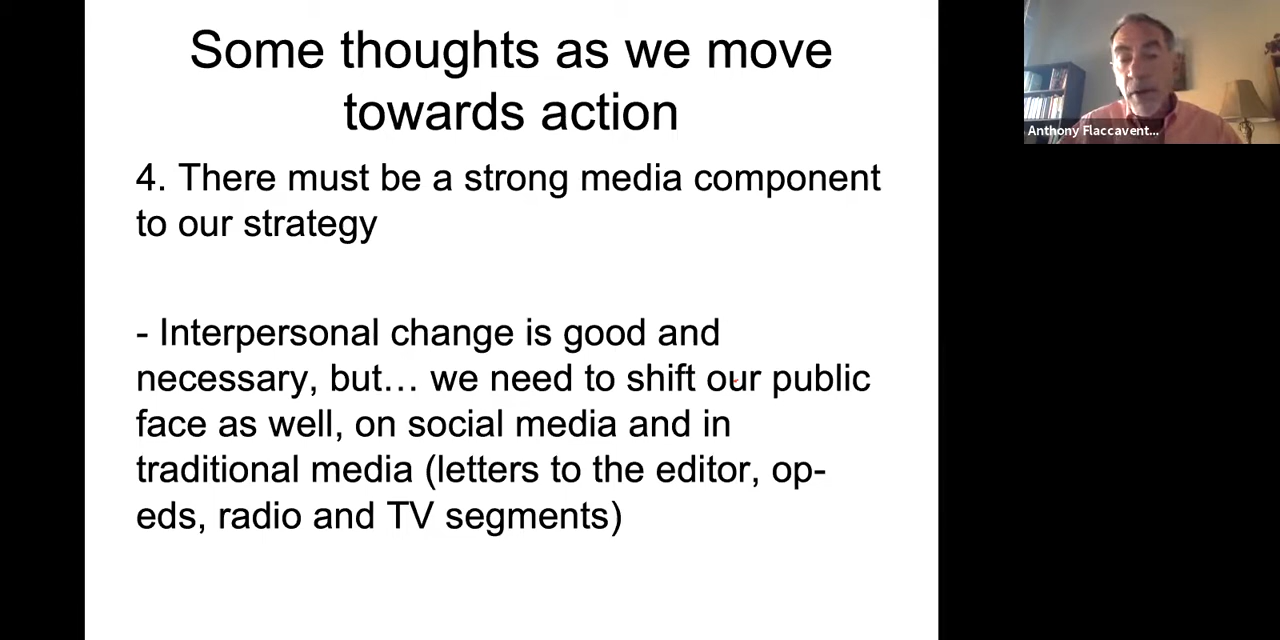 Some thoughts as we move
towards action
4. There must be a strong media component
to our strategy
- Interpersonal change is good and
necessary, but… we need to shift our public
face as well, on social media and in
traditional media (letters to the editor, op-
eds, radio and TV segments)
Anthony Flaccavent...